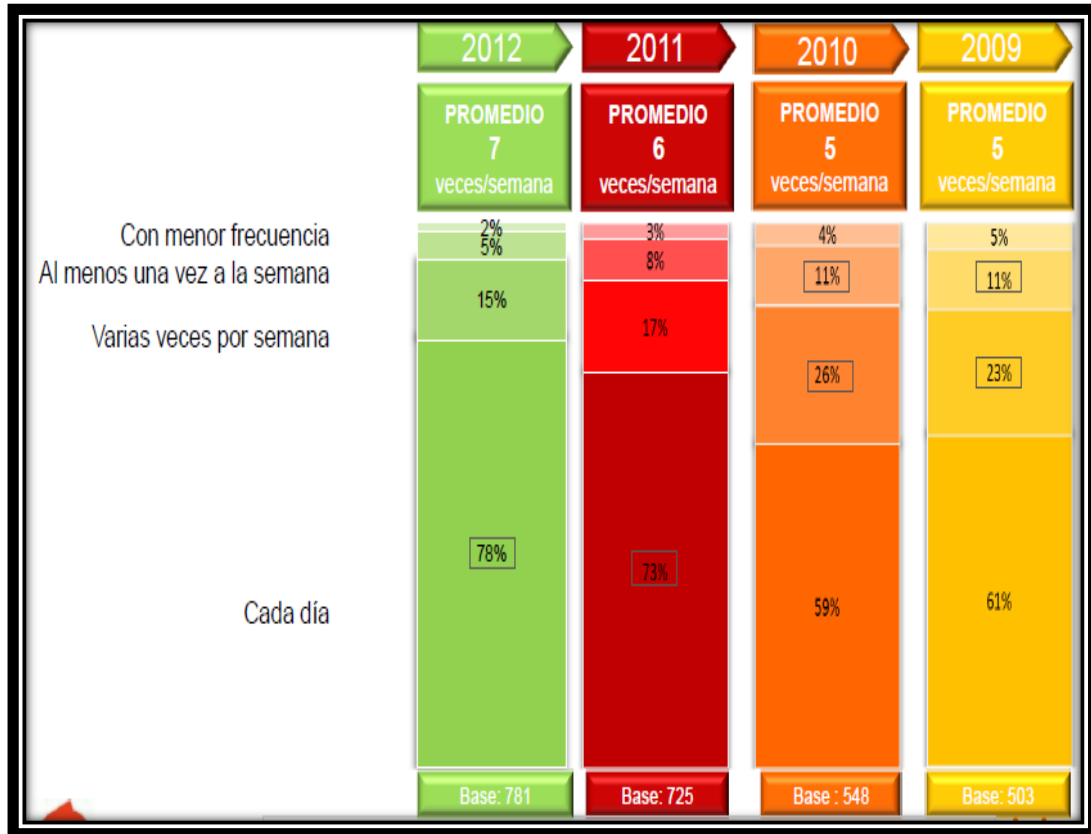 2012 2011 2010 2009
PROMEDIO PROMEDIO PROMEDIO PROMEDIO
7 6 5 5
veces/semana veces/semana veces/semana veces/semana
Con menor frecuencia 2% 3% 4% 5%
Al menos una vez a la semana 5% 8% 11% 11%
Varias veces por semana 15% 17% 26% 23%
Cada día 78% 73% 59% 61%
Base: 781 Base: 725 Base : 548 Base: 503